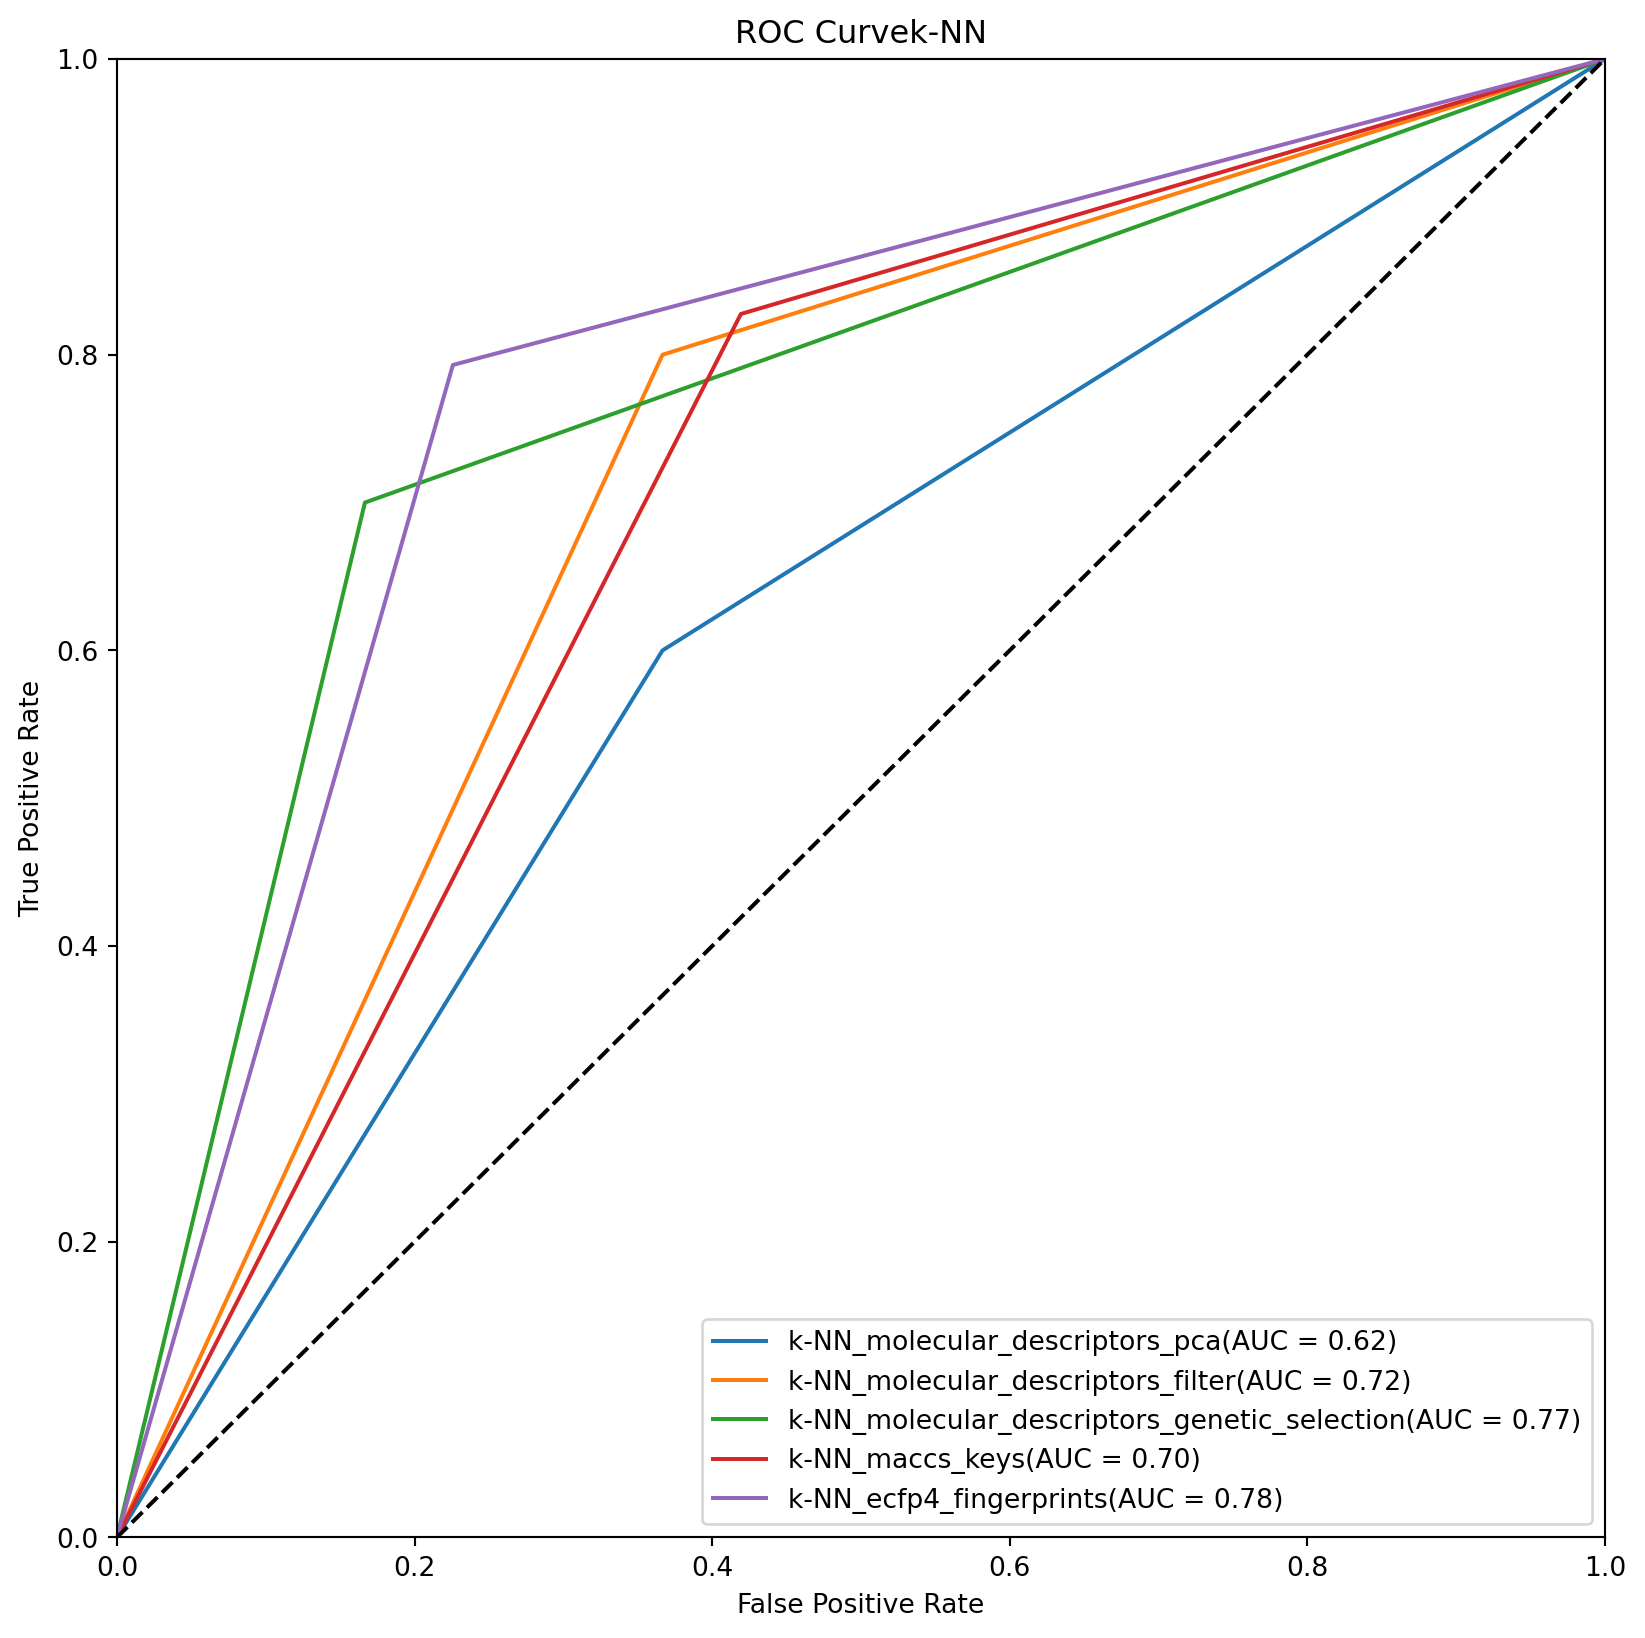 ROC Curvek-NN
1.0
0.8
0.6
0.4
0.2
0.0
True Positive Rate
k-NN_molecular_descriptors_pca(AUC = 0.62)
k-NN_molecular_descriptors_filter(AUC = 0.72)
k-NN_molecular_descriptors_genetic_selection(AUC = 0.77)
k-NN_maccs_keys(AUC = 0.70)
k-NN_ecfp4_fingerprints(AUC = 0.78)
0.0 0.2 0.4 0.6 0.8 1.0
False Positive Rate